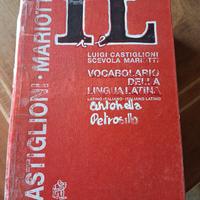 CASTIGLIONI · MARIOTTI
IL
LUIGI CASTIGLIONI
SCEVOLA MARIOTTI
VOCABOLARIO
DELLA
LINGUA LATINA
LATINO-ITALIANO · ITALIANO-LATINO
Antonella
Petrosillo